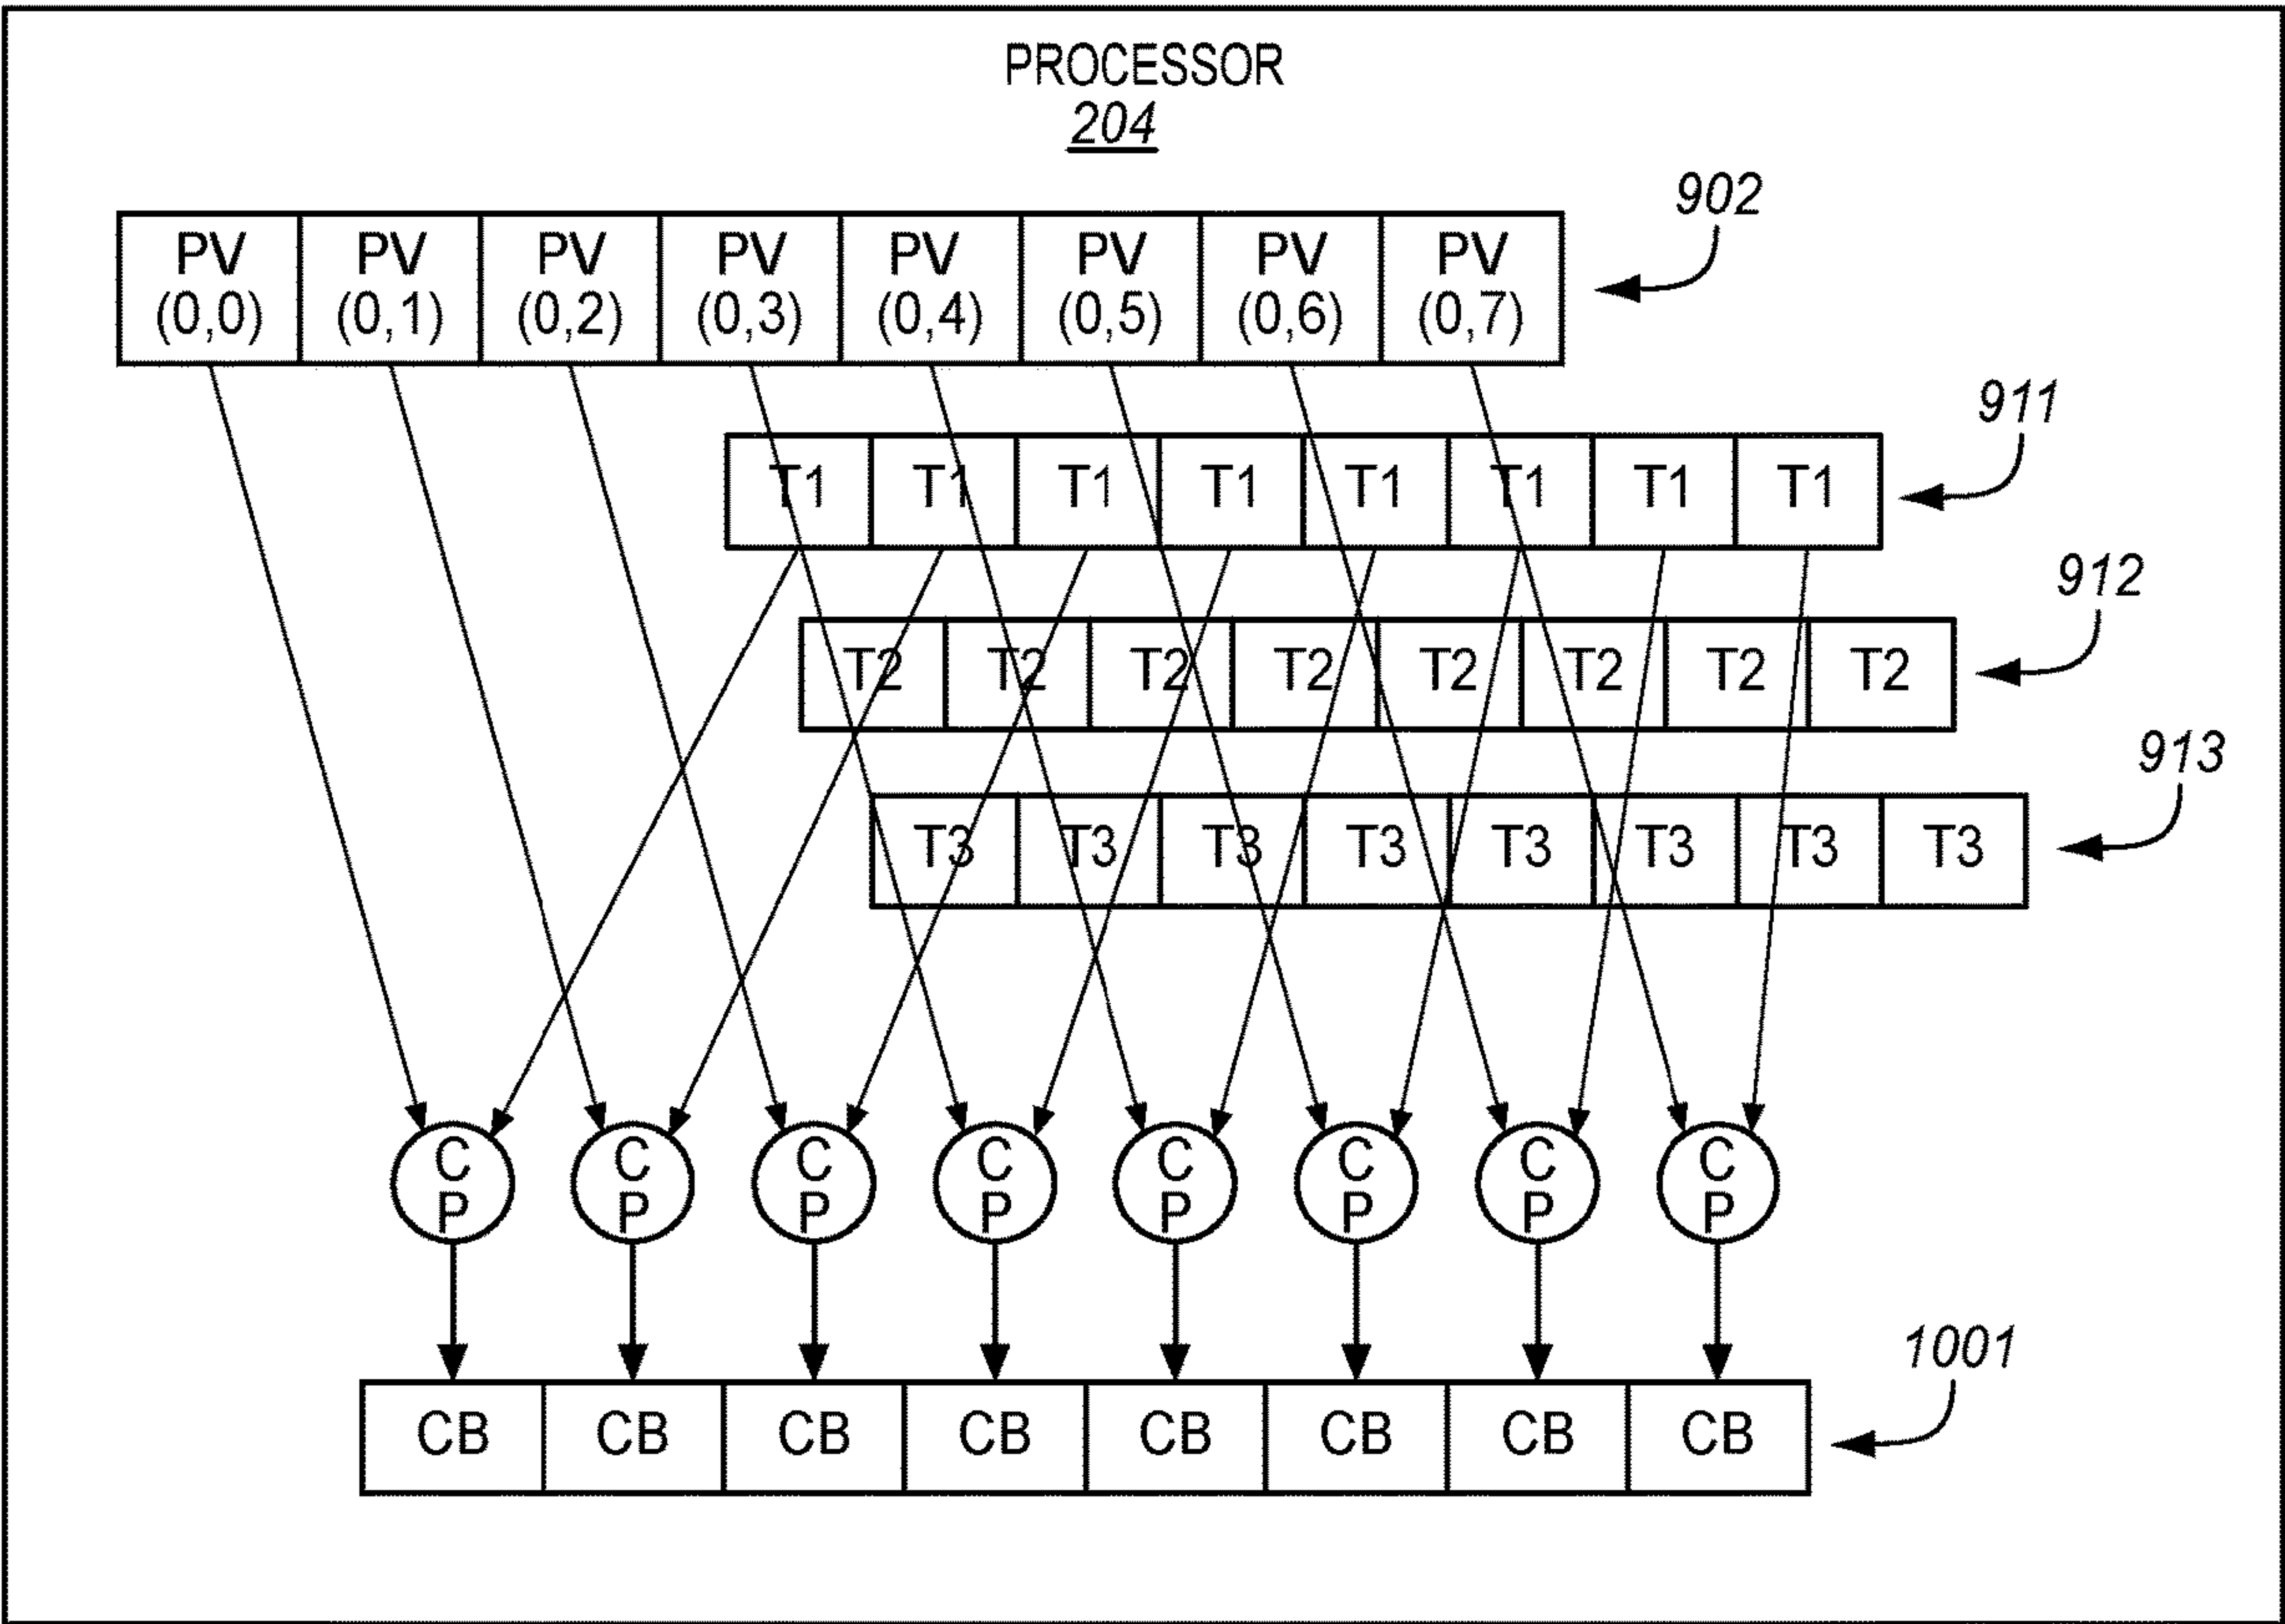 PROCESSOR
204
902
PV PV PV PV PV PV PV PV
(0,0) (0,1) (0,2) (0,3) (0,4) (0,5) (0,6) (0,7)
911
T1 T1 T1 T1 T1 T1 T1 T1
912
T2 T2 T2 T2 T2 T2 T2 T2
913
T3 T3 T3 T3 T3 T3 T3 T3
C C C C C C C C
P P P P P P P P
1001
CB CB CB CB CB CB CB CB